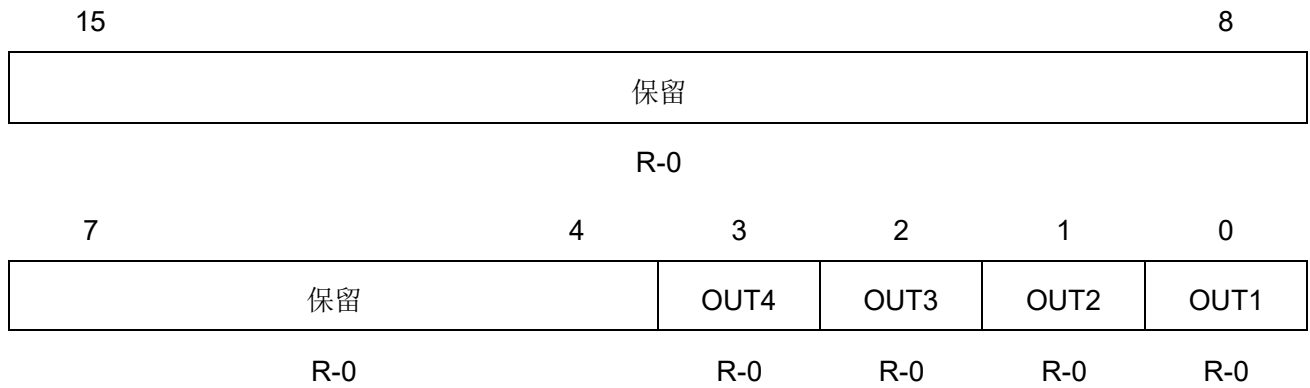 15 8
保留
R-0
7 4 3 2 1 0
保留 OUT4 OUT3 OUT2 OUT1
R-0 R-0 R-0 R-0 R-0